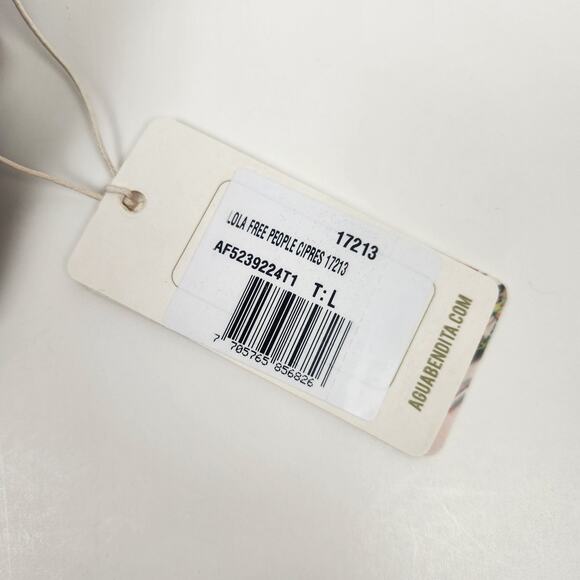 17213
LOLA FREE PEOPLE CIPRES 17213
AF5239224T1 T: L
7 705765 856826
AGUABENDITA.COM